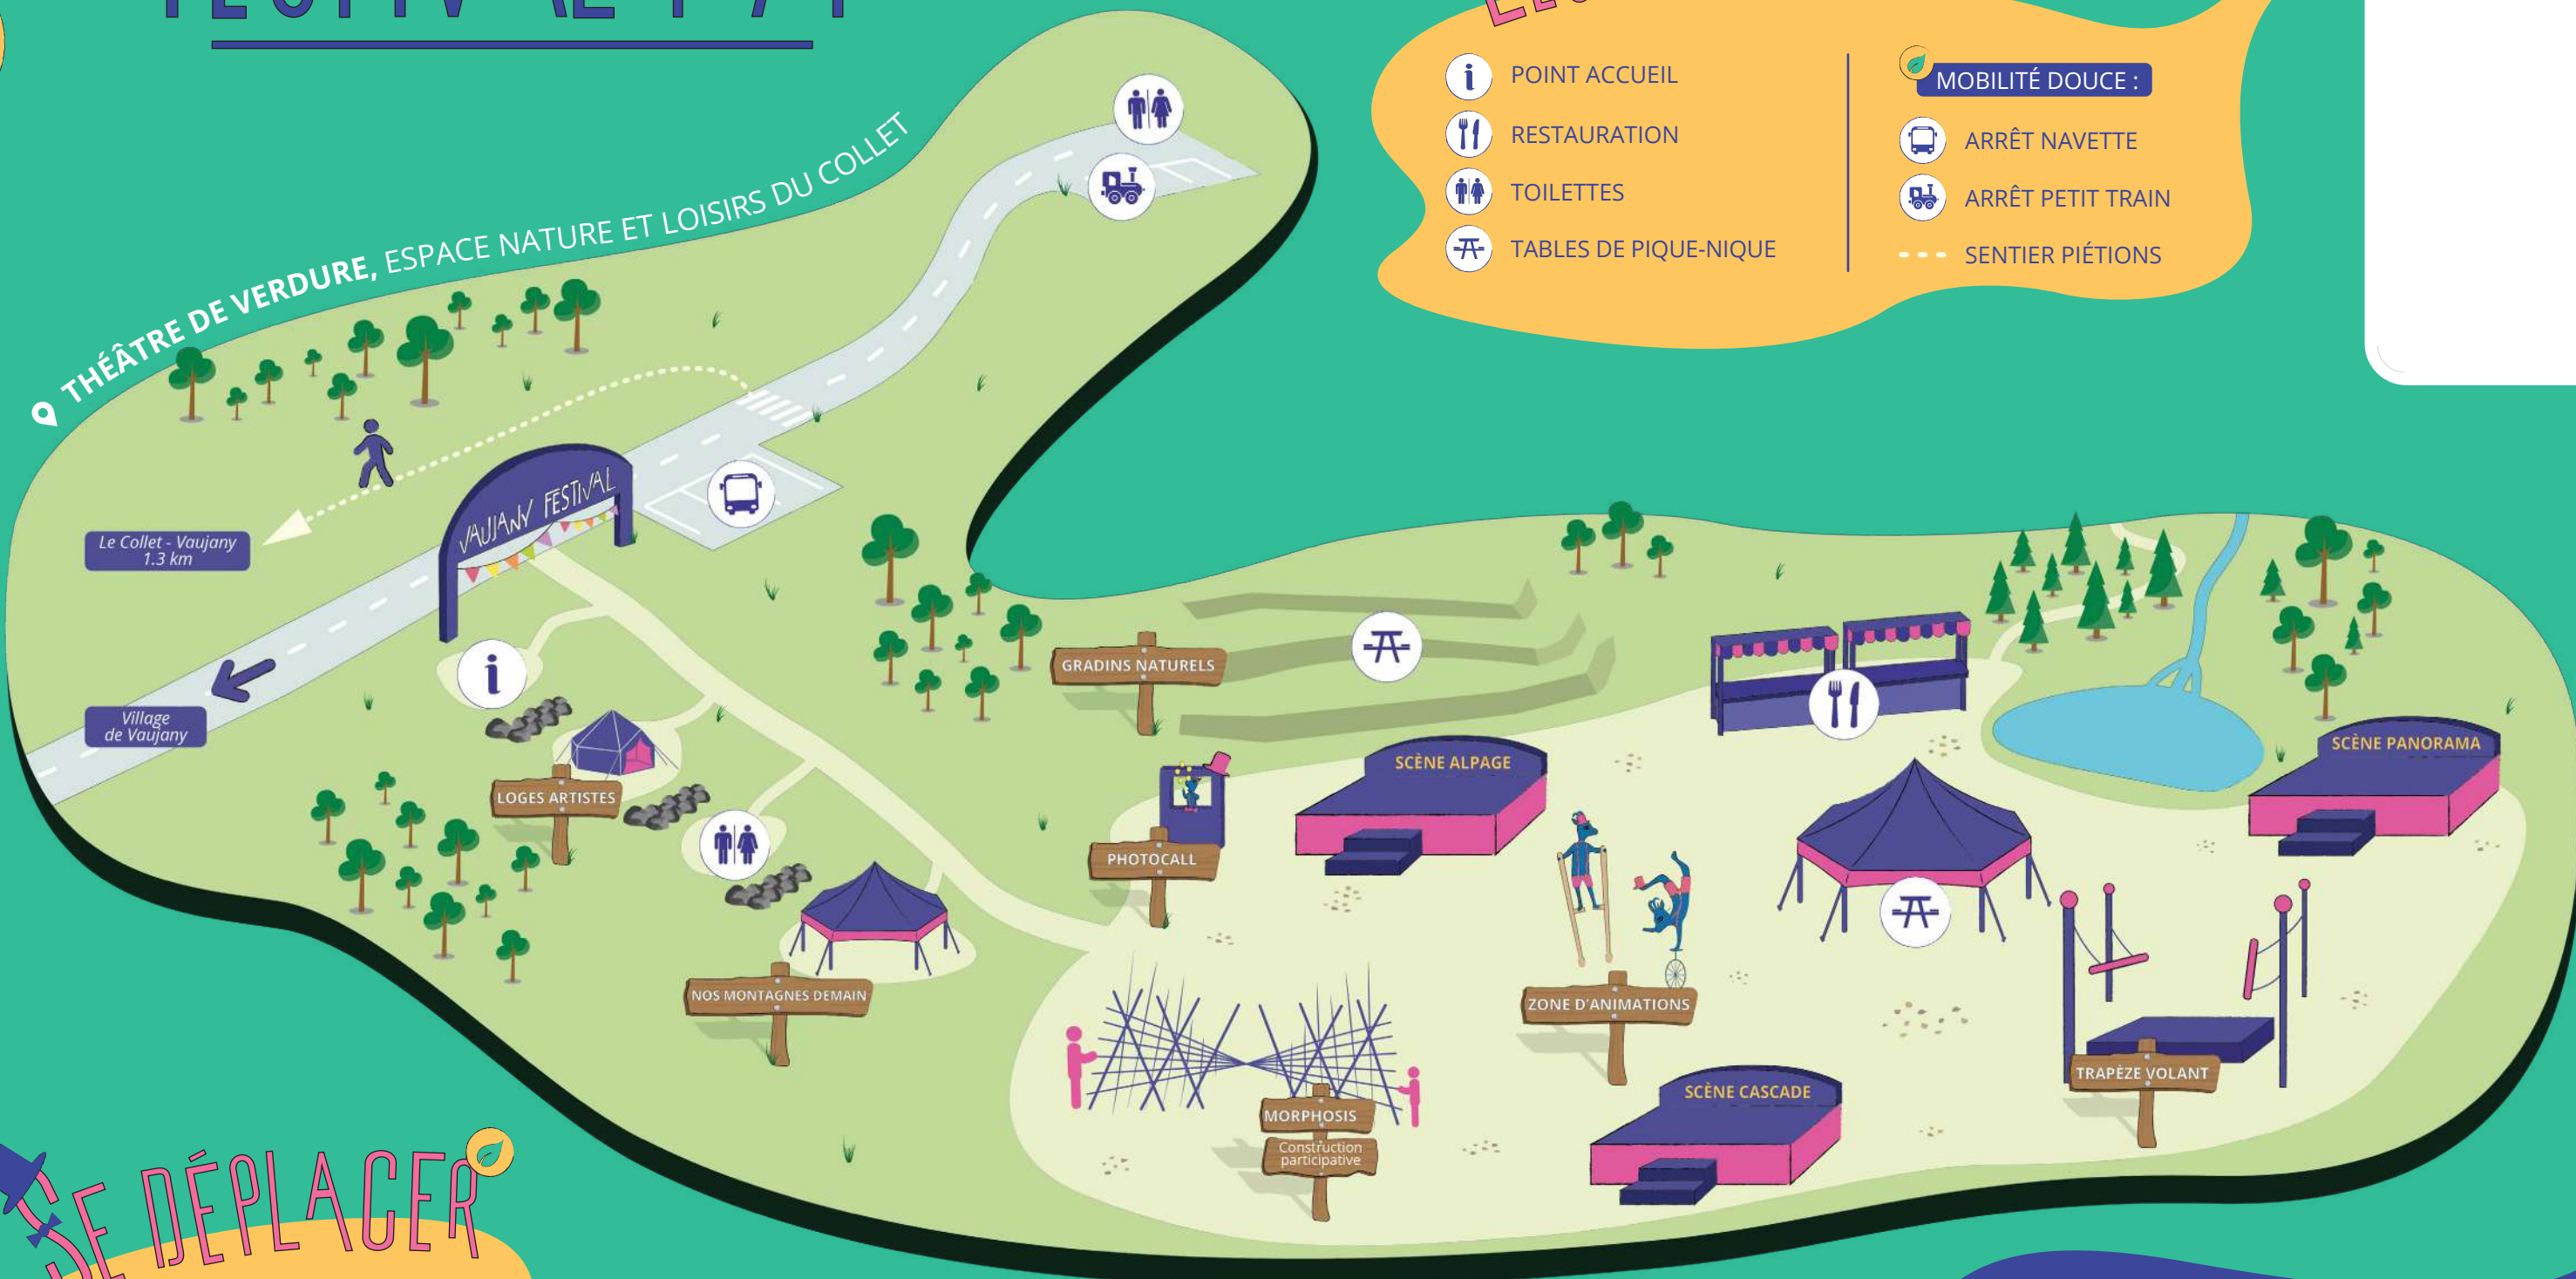 POINT ACCUEIL
RESTAURATION
TOILETTES
TABLES DE PIQUE-NIQUE
MOBILITÉ DOUCE :
ARRÊT NAVETTE
ARRÊT PETIT TRAIN
SENTIER PIÉTIONS
THÉÂTRE DE VERDURE, ESPACE NATURE ET LOISIRS DU COLLET
VAUJANY FESTIVAL
Le Collet - Vaujany
1.3 km
Village
de Vaujany
GRADINS NATURELS
LOGES ARTISTES
PHOTOCALL
NOS MONTAGNES DEMAIN
SCÈNE ALPAGE
SCÈNE PANORAMA
ZONE D'ANIMATIONS
MORPHOSIS
Construction
participative
SCÈNE CASCADE
TRAPÈZE VOLANT
SE DÉPLACER